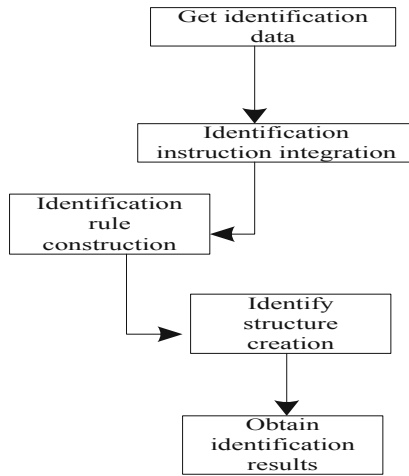 Get identification
data
Identification
instruction integration
Identification
rule
construction
Identify
structure
creation
Obtain
identification
results